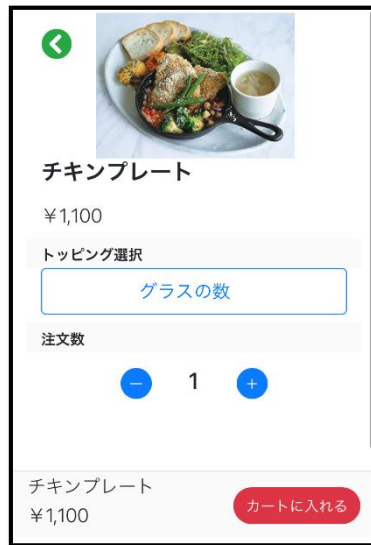 チキンプレート
￥1,100
トッピング選択
グラスの数
注文数
− 1 +
チキンプレート
￥1,100
カートに入れる